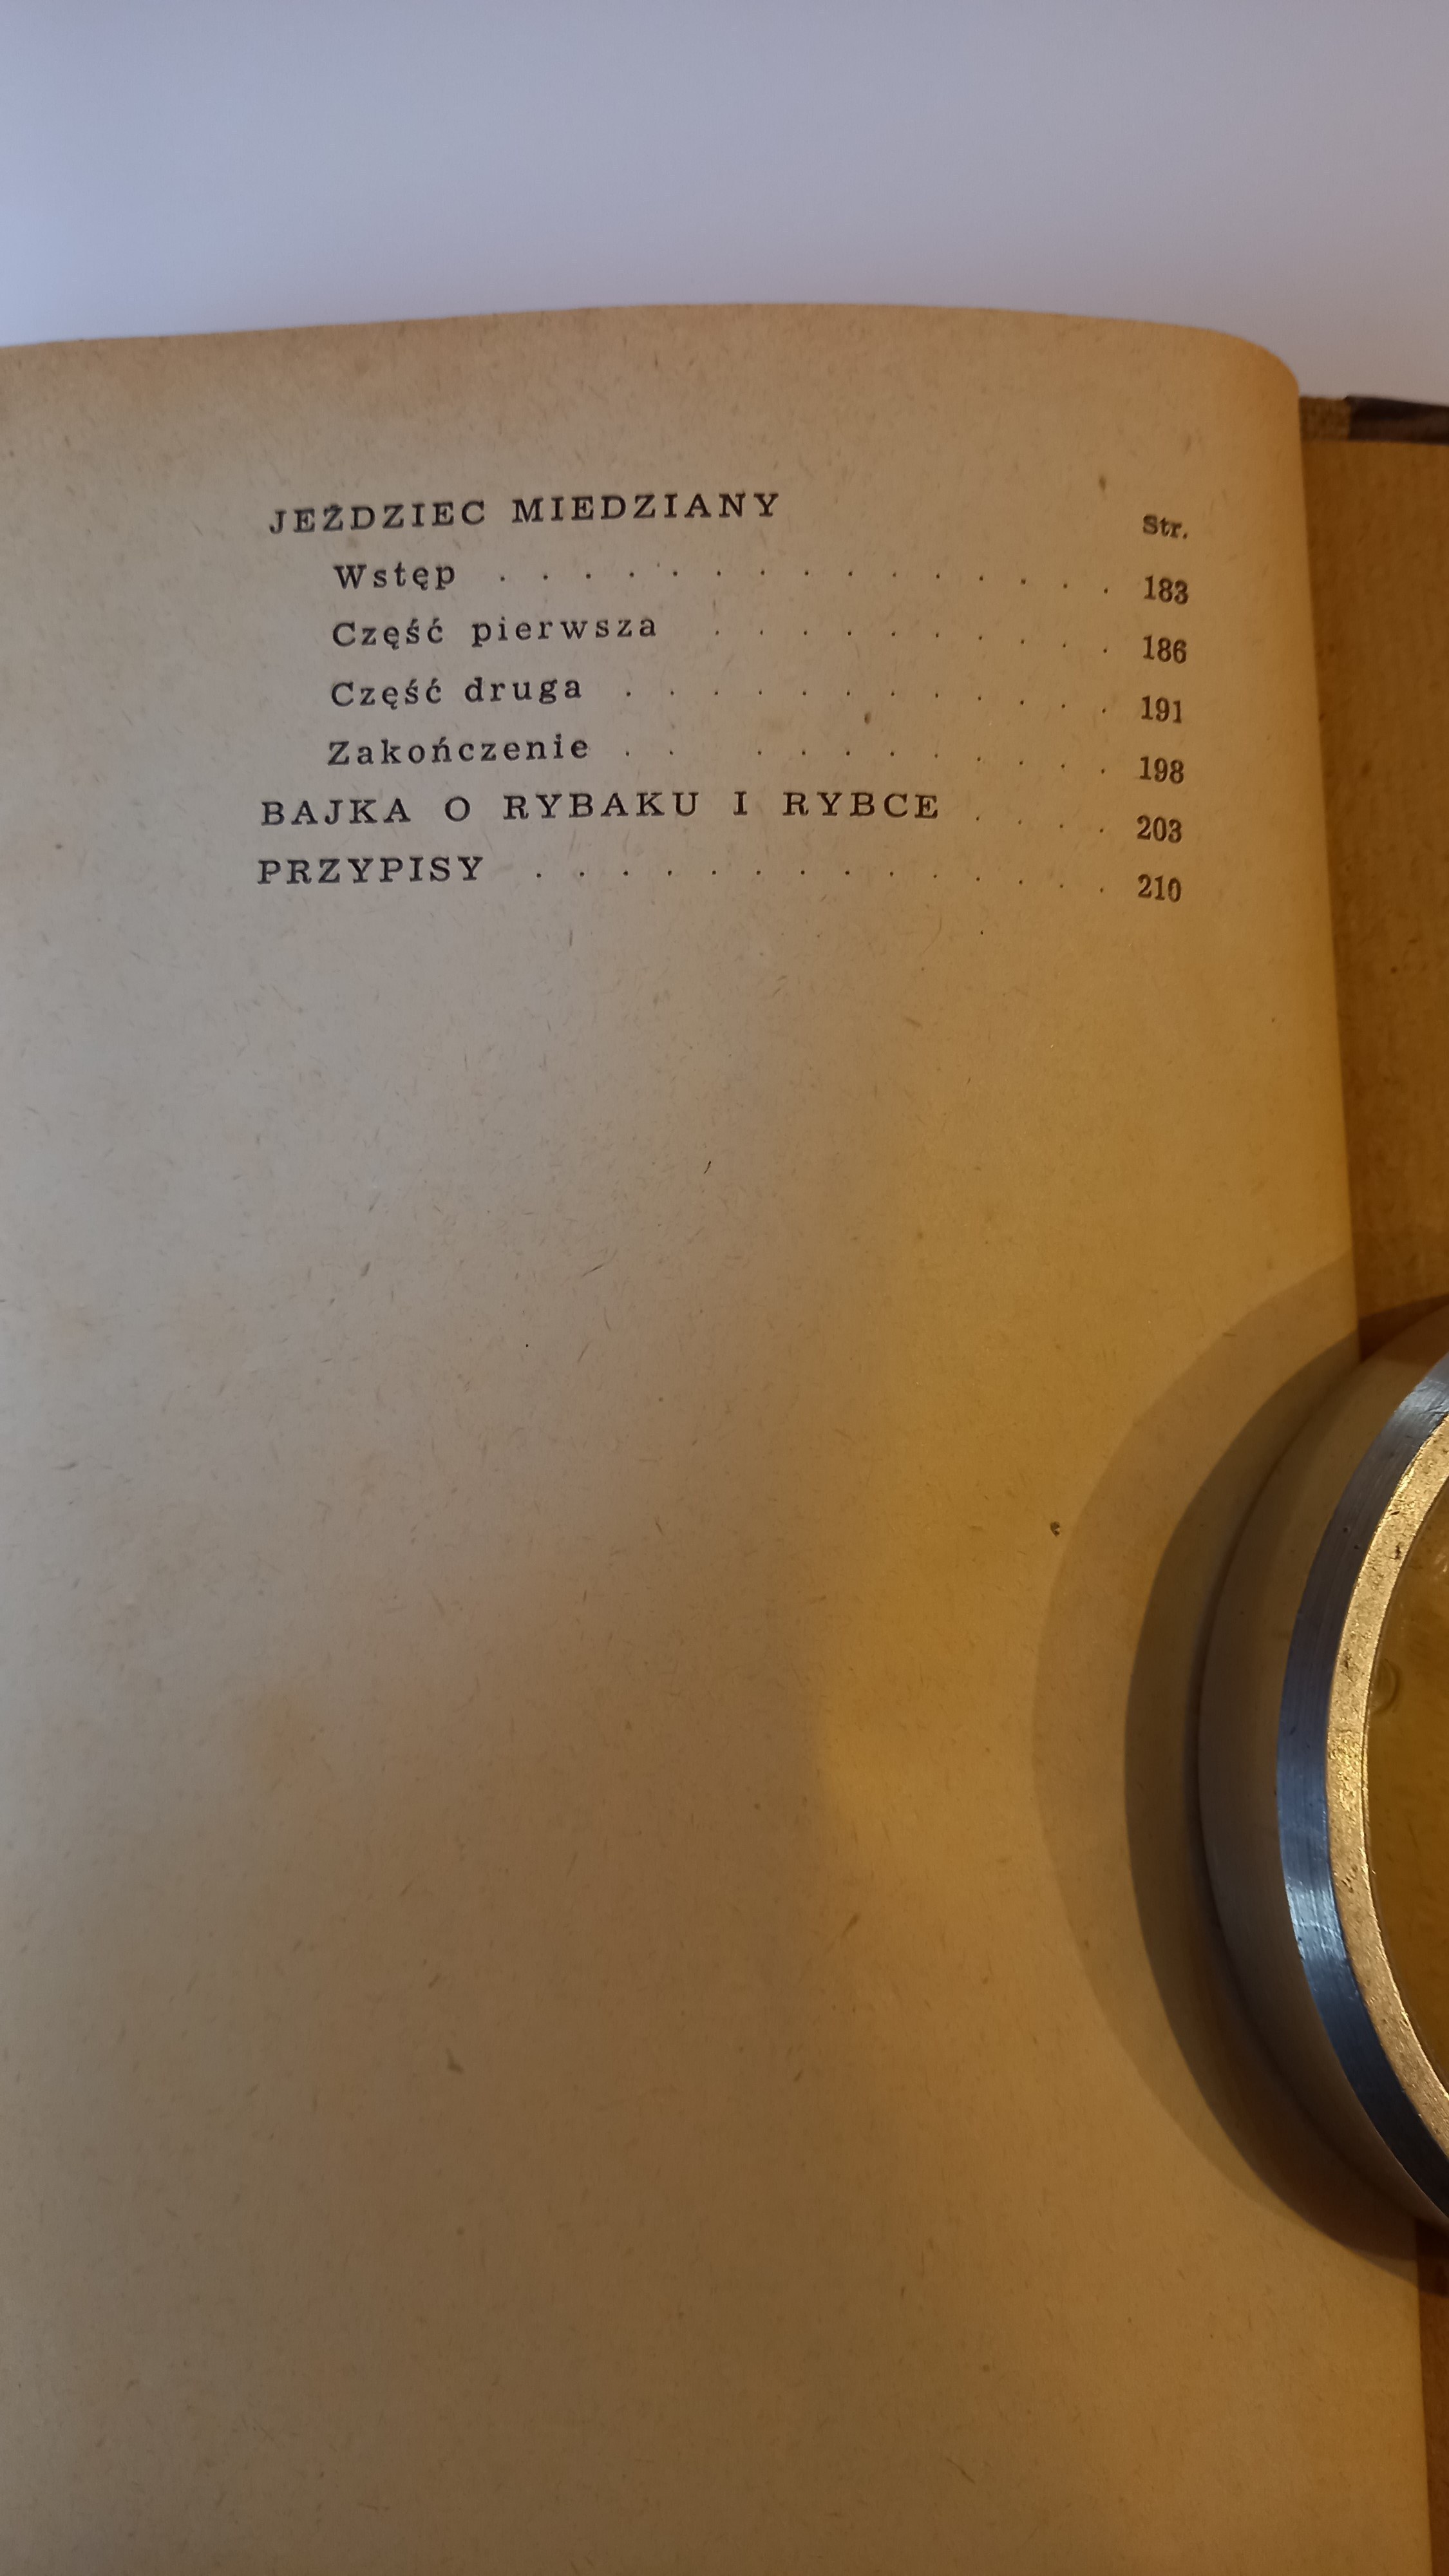 JEŹDZIEC MIEDZIANY
Str.
Wstęp . . . . . . . . . . . . . . . 183
Część pierwsza . . . . . . . . . . 186
Część druga . . . . . . . . . . . . 191
Zakończenie . . . . . . . . . . . 198
BAJKA O RYBAKU I RYBCE . . . . 203
PRZYPISY . . . . . . . . . . . . . . 210